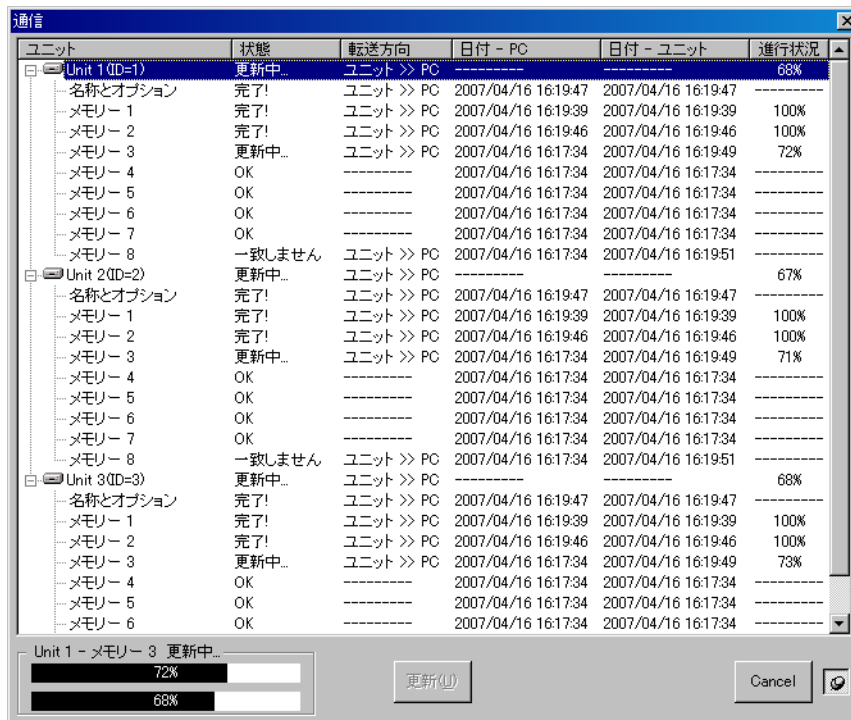 通信
ユニット 状態 転送方向 日付 - PC 日付 - ユニット 進行状況
Unit 1(ID=1) 更新中... ユニット >> PC --------- --------- 68%
名称とオプション 完了! ユニット >> PC 2007/04/16 16:19:47 2007/04/16 16:19:47 ---------
メモリー 1 完了! ユニット >> PC 2007/04/16 16:19:39 2007/04/16 16:19:39 100%
メモリー 2 完了! ユニット >> PC 2007/04/16 16:19:46 2007/04/16 16:19:46 100%
メモリー 3 更新中... ユニット >> PC 2007/04/16 16:17:34 2007/04/16 16:19:49 72%
メモリー 4 OK --------- 2007/04/16 16:17:34 2007/04/16 16:17:34 ---------
メモリー 5 OK --------- 2007/04/16 16:17:34 2007/04/16 16:17:34 ---------
メモリー 6 OK --------- 2007/04/16 16:17:34 2007/04/16 16:17:34 ---------
メモリー 7 OK --------- 2007/04/16 16:17:34 2007/04/16 16:17:34 ---------
メモリー 8 一致しません ユニット >> PC 2007/04/16 16:17:34 2007/04/16 16:19:51 ---------
Unit 2(ID=2) 更新中... ユニット >> PC --------- --------- 67%
名称とオプション 完了! ユニット >> PC 2007/04/16 16:19:47 2007/04/16 16:19:47 ---------
メモリー 1 完了! ユニット >> PC 2007/04/16 16:19:39 2007/04/16 16:19:39 100%
メモリー 2 完了! ユニット >> PC 2007/04/16 16:19:46 2007/04/16 16:19:46 100%
メモリー 3 更新中... ユニット >> PC 2007/04/16 16:17:34 2007/04/16 16:19:49 71%
メモリー 4 OK --------- 2007/04/16 16:17:34 2007/04/16 16:17:34 ---------
メモリー 5 OK --------- 2007/04/16 16:17:34 2007/04/16 16:17:34 ---------
メモリー 6 OK --------- 2007/04/16 16:17:34 2007/04/16 16:17:34 ---------
メモリー 7 OK --------- 2007/04/16 16:17:34 2007/04/16 16:17:34 ---------
メモリー 8 一致しません ユニット >> PC 2007/04/16 16:17:34 2007/04/16 16:19:51 ---------
Unit 3(ID=3) 更新中... ユニット >> PC --------- --------- 68%
名称とオプション 完了! ユニット >> PC 2007/04/16 16:19:47 2007/04/16 16:19:47 ---------
メモリー 1 完了! ユニット >> PC 2007/04/16 16:19:39 2007/04/16 16:19:39 100%
メモリー 2 完了! ユニット >> PC 2007/04/16 16:19:46 2007/04/16 16:19:46 100%
メモリー 3 更新中... ユニット >> PC 2007/04/16 16:17:34 2007/04/16 16:19:49 73%
メモリー 4 OK --------- 2007/04/16 16:17:34 2007/04/16 16:17:34 ---------
メモリー 5 OK --------- 2007/04/16 16:17:34 2007/04/16 16:17:34 ---------
メモリー 6 OK --------- 2007/04/16 16:17:34 2007/04/16 16:17:34 ---------
Unit 1 - メモリー 3 更新中...
72%
68%
更新(U)
Cancel